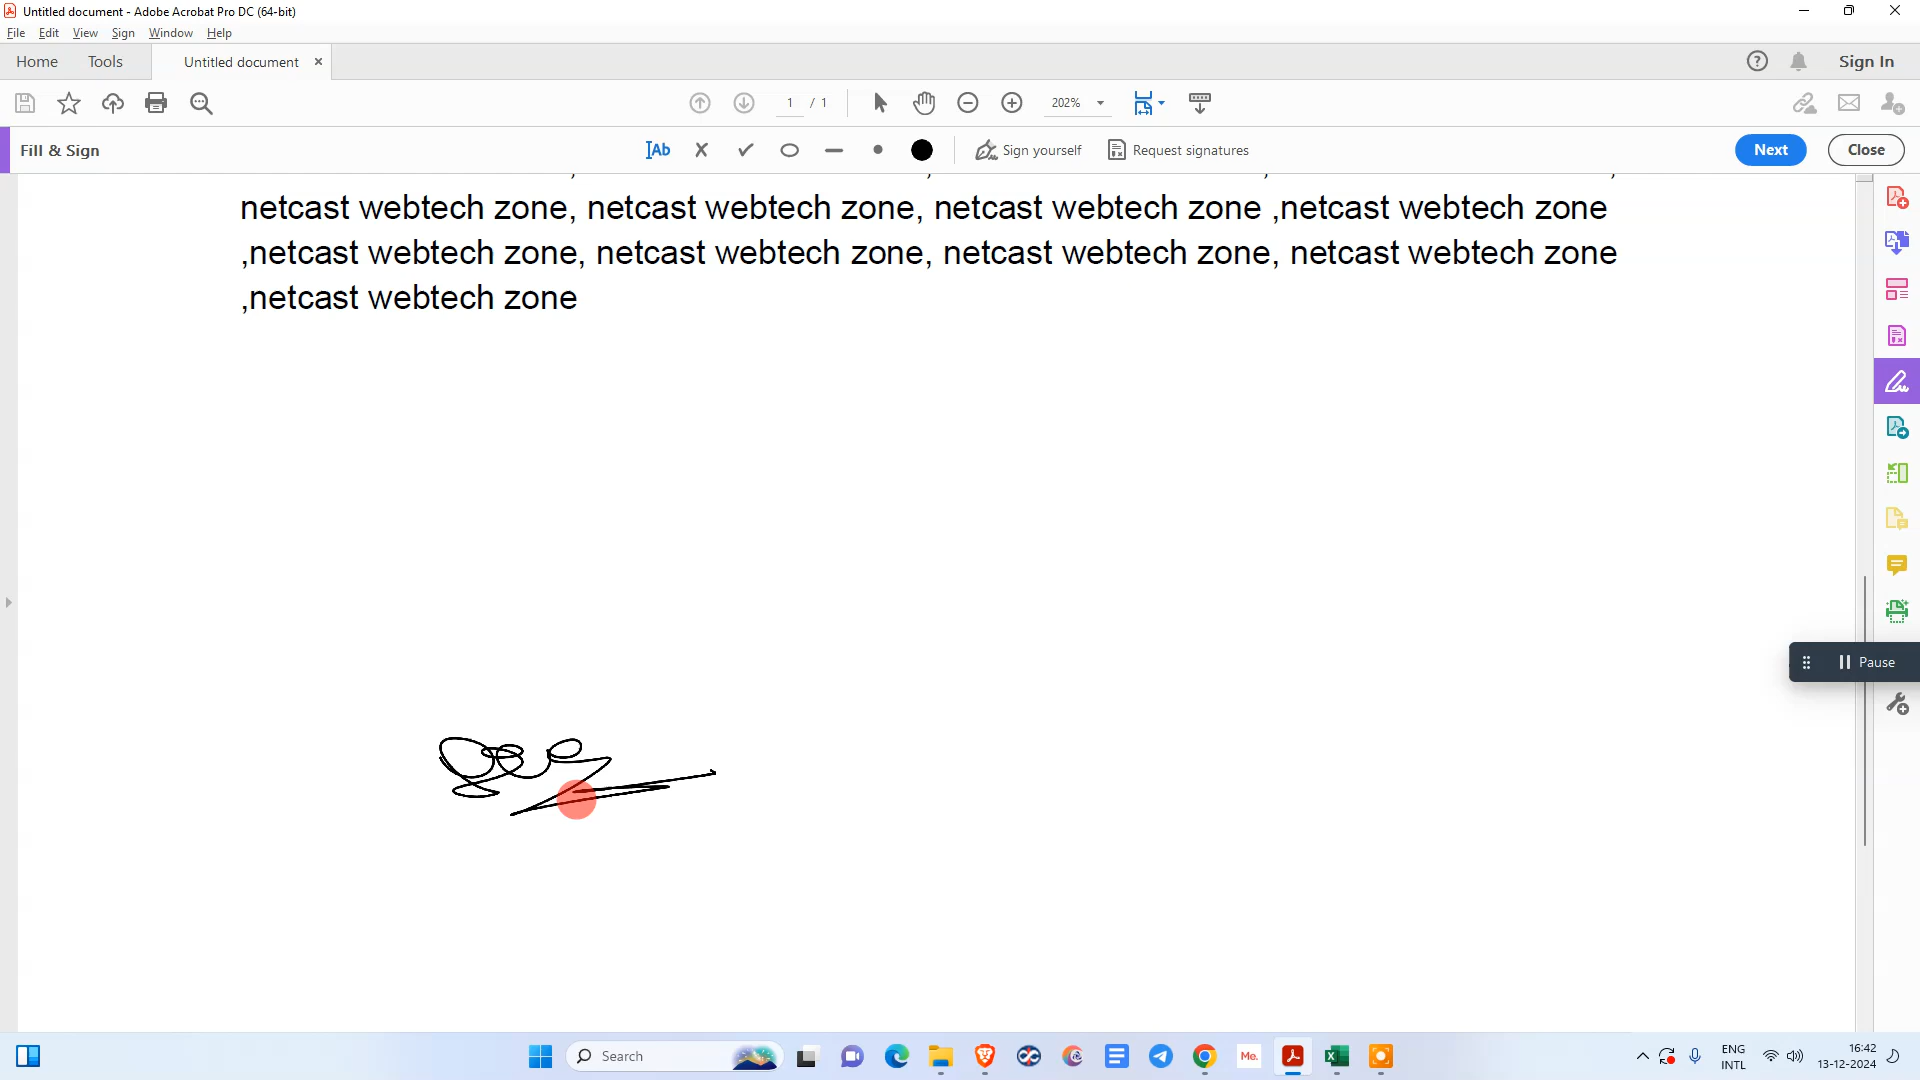 Untitled document - Adobe Acrobat Pro DC (64-bit)
File Edit View Sign Window Help
Home Tools Untitled document Sign In
1 / 1 202%
Fill & Sign Ab Sign yourself Request signatures Next Close
netcast webtech zone, netcast webtech zone, netcast webtech zone ,netcast webtech zone
,netcast webtech zone, netcast webtech zone, netcast webtech zone, netcast webtech zone
,netcast webtech zone
Pause
Search Me. ENG INTL 16:42 13-12-2024